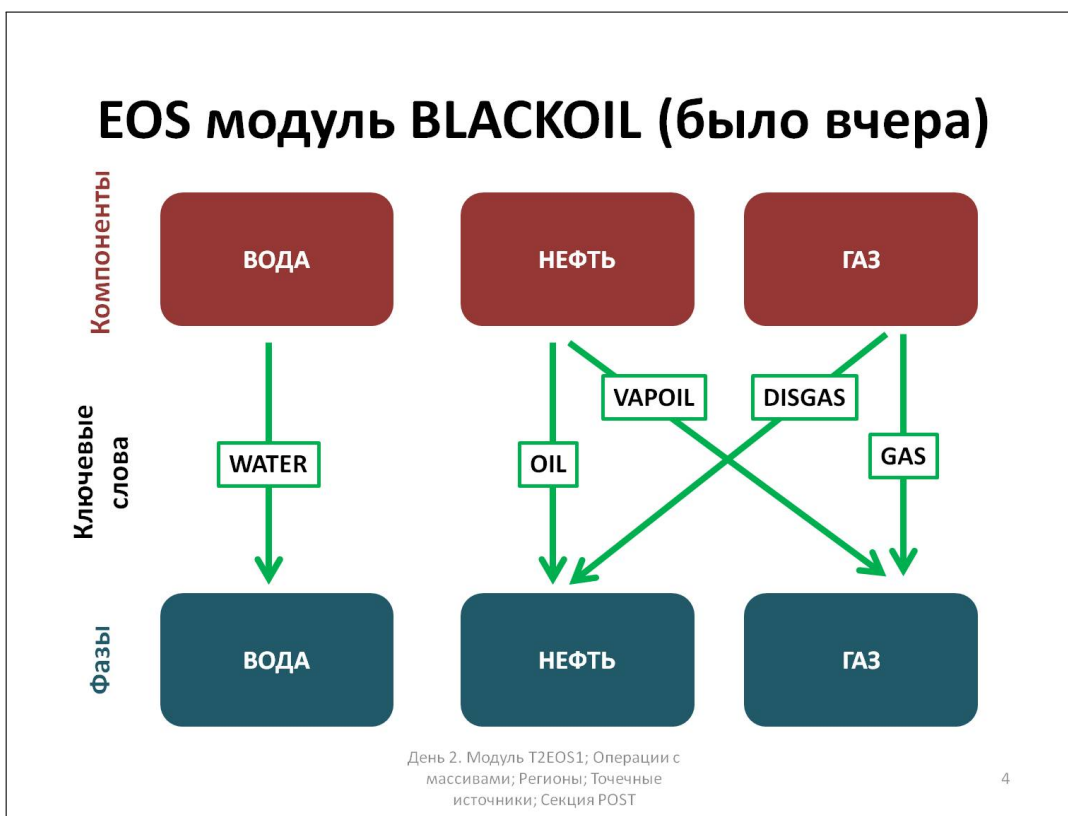 EOS модуль BLACKOIL (было вчера)
Компоненты
ВОДА
НЕФТЬ
ГАЗ
Ключевые
слова
VAPOIL
DISGAS
WATER
OIL
GAS
Фазы
ВОДА
НЕФТЬ
ГАЗ
День 2. Модуль T2EOS1; Операции с
массивами; Регионы; Точечные
источники; Секция POST
4